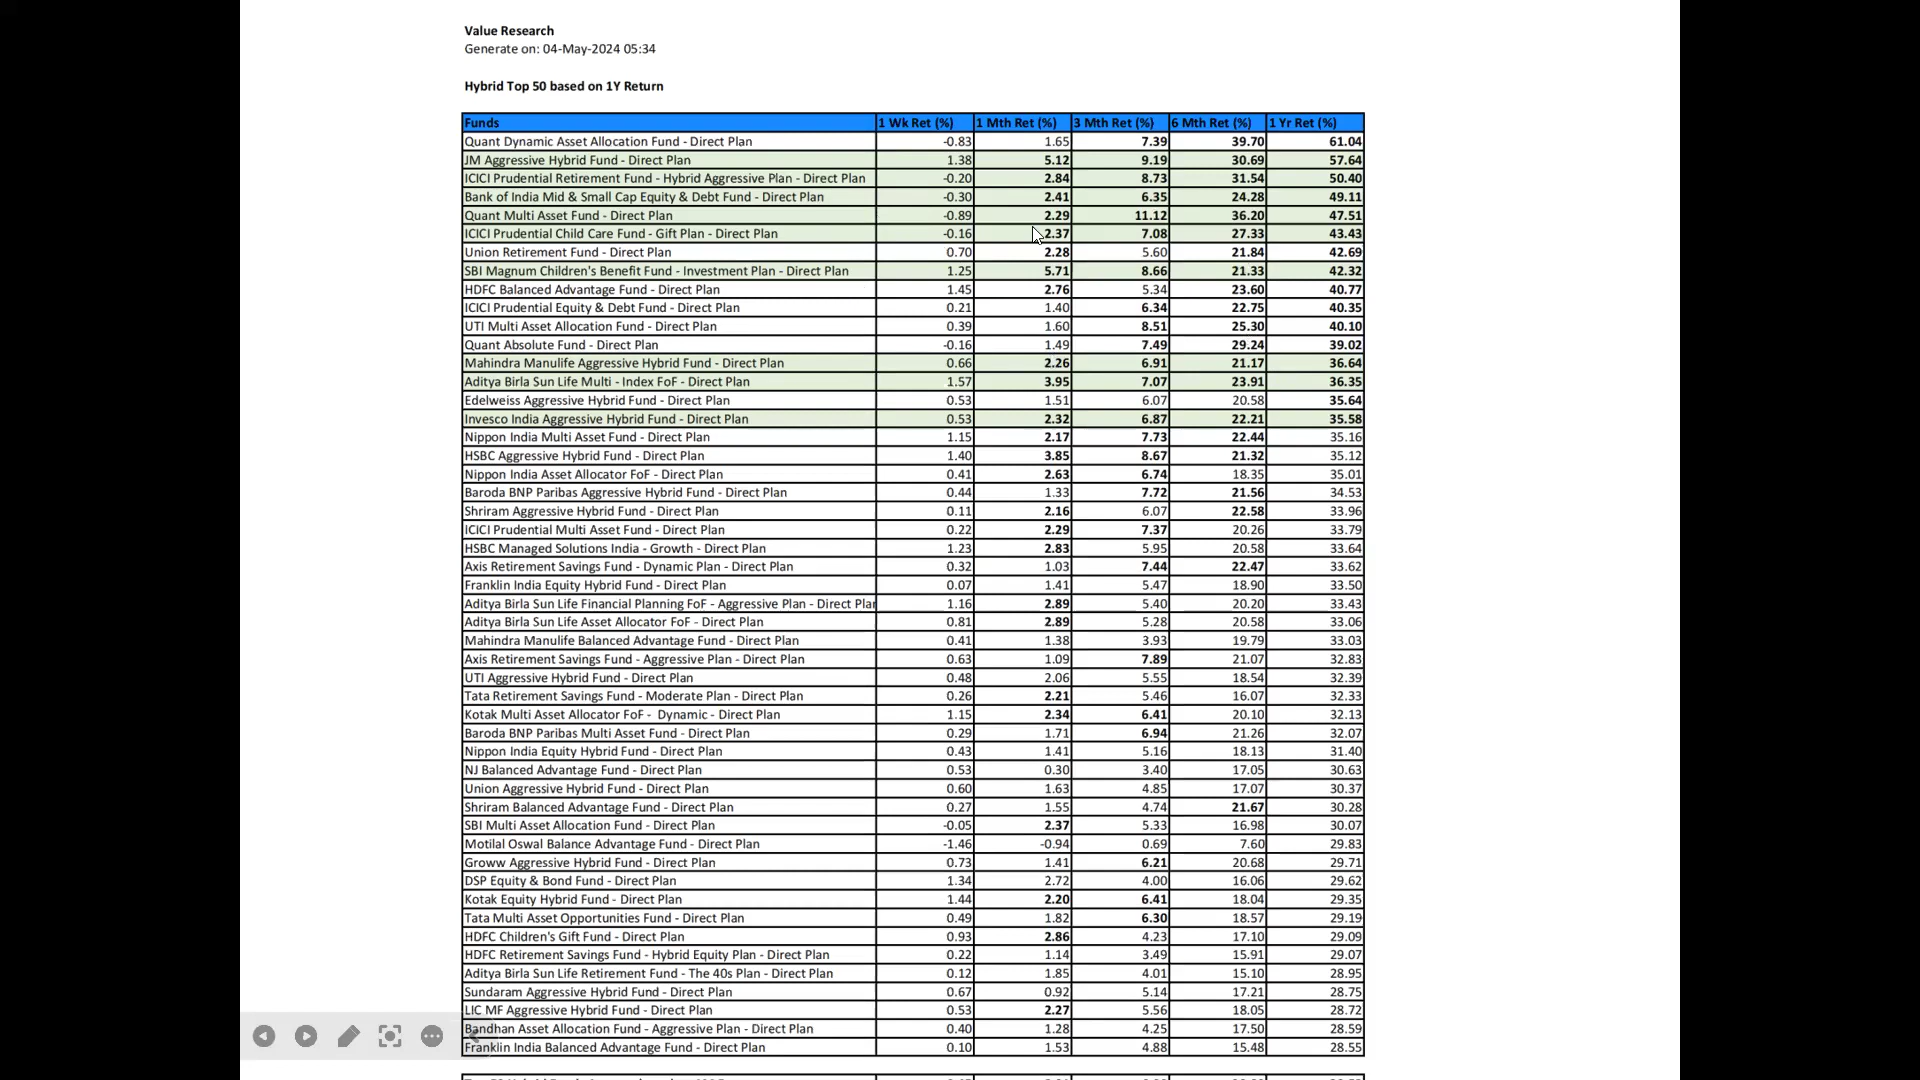 Value Research
Generate on: 04-May-2024 05:34
Hybrid Top 50 based on 1Y Return
Funds 1 Wk Ret (%) 1 Mth Ret (%) 3 Mth Ret (%) 6 Mth Ret (%) 1 Yr Ret (%)
Quant Dynamic Asset Allocation Fund - Direct Plan -0.83 1.65 7.39 39.70 61.04
JM Aggressive Hybrid Fund - Direct Plan 1.38 5.12 9.19 30.69 57.64
ICICI Prudential Retirement Fund - Hybrid Aggressive Plan - Direct Plan -0.20 2.84 8.73 31.54 50.40
Bank of India Mid & Small Cap Equity & Debt Fund - Direct Plan -0.30 2.41 6.35 24.28 49.11
Quant Multi Asset Fund - Direct Plan -0.89 2.29 11.12 36.20 47.51
ICICI Prudential Child Care Fund - Gift Plan - Direct Plan -0.16 2.37 7.08 27.33 43.43
Union Retirement Fund - Direct Plan 0.70 2.28 5.60 21.84 42.69
SBI Magnum Children's Benefit Fund - Investment Plan - Direct Plan 1.25 5.71 8.66 21.33 42.32
HDFC Balanced Advantage Fund - Direct Plan 1.45 2.76 5.34 23.60 40.77
ICICI Prudential Equity & Debt Fund - Direct Plan 0.21 1.40 6.34 22.75 40.35
UTI Multi Asset Allocation Fund - Direct Plan 0.39 1.60 8.51 25.30 40.10
Quant Absolute Fund - Direct Plan -0.16 1.49 7.49 29.24 39.02
Mahindra Manulife Aggressive Hybrid Fund - Direct Plan 0.66 2.26 6.91 21.17 36.64
Aditya Birla Sun Life Multi - Index FoF - Direct Plan 1.57 3.95 7.07 23.91 36.35
Edelweiss Aggressive Hybrid Fund - Direct Plan 0.53 1.51 6.07 20.58 35.64
Invesco India Aggressive Hybrid Fund - Direct Plan 0.53 2.32 6.87 22.21 35.58
Nippon India Multi Asset Fund - Direct Plan 1.15 2.17 7.73 22.44 35.16
HSBC Aggressive Hybrid Fund - Direct Plan 1.40 3.85 8.67 21.32 35.12
Nippon India Asset Allocator FoF - Direct Plan 0.41 2.63 6.74 18.35 35.01
Baroda BNP Paribas Aggressive Hybrid Fund - Direct Plan 0.44 1.33 7.72 21.56 34.53
Shriram Aggressive Hybrid Fund - Direct Plan 0.11 2.16 6.07 22.58 33.96
ICICI Prudential Multi Asset Fund - Direct Plan 0.22 2.29 7.37 20.26 33.79
HSBC Managed Solutions India - Growth - Direct Plan 1.23 2.83 5.95 20.58 33.64
Axis Retirement Savings Fund - Dynamic Plan - Direct Plan 0.32 1.03 7.44 22.47 33.62
Franklin India Equity Hybrid Fund - Direct Plan 0.07 1.41 5.47 18.90 33.50
Aditya Birla Sun Life Financial Planning FoF - Aggressive Plan - Direct Plan 1.16 2.89 5.40 20.20 33.43
Aditya Birla Sun Life Asset Allocator FoF - Direct Plan 0.81 2.89 5.28 20.58 33.06
Mahindra Manulife Balanced Advantage Fund - Direct Plan 0.41 1.38 3.93 19.79 33.03
Axis Retirement Savings Fund - Aggressive Plan - Direct Plan 0.63 1.09 7.89 21.07 32.83
UTI Aggressive Hybrid Fund - Direct Plan 0.48 2.06 5.55 18.54 32.39
Tata Retirement Savings Fund - Moderate Plan - Direct Plan 0.26 2.21 5.46 16.07 32.33
Kotak Multi Asset Allocator FoF - Dynamic - Direct Plan 1.15 2.34 6.41 20.10 32.13
Baroda BNP Paribas Multi Asset Fund - Direct Plan 0.29 1.71 6.94 21.26 32.07
Nippon India Equity Hybrid Fund - Direct Plan 0.43 1.41 5.16 18.13 31.40
NJ Balanced Advantage Fund - Direct Plan 0.53 0.30 3.40 17.05 30.63
Union Aggressive Hybrid Fund - Direct Plan 0.60 1.63 4.85 17.07 30.37
Shriram Balanced Advantage Fund - Direct Plan 0.27 1.55 4.74 21.67 30.28
SBI Multi Asset Allocation Fund - Direct Plan -0.05 2.37 5.33 16.98 30.07
Motilal Oswal Balance Advantage Fund - Direct Plan -1.46 -0.94 0.69 7.60 29.83
Groww Aggressive Hybrid Fund - Direct Plan 0.73 1.41 6.21 20.68 29.71
DSP Equity & Bond Fund - Direct Plan 1.34 2.72 4.00 16.06 29.62
Kotak Equity Hybrid Fund - Direct Plan 1.44 2.20 6.41 18.04 29.35
Tata Multi Asset Opportunities Fund - Direct Plan 0.49 1.82 6.30 18.57 29.19
HDFC Children's Gift Fund - Direct Plan 0.93 2.86 4.23 17.10 29.09
HDFC Retirement Savings Fund - Hybrid Equity Plan - Direct Plan 0.22 1.14 3.49 15.91 29.07
Aditya Birla Sun Life Retirement Fund - The 40s Plan - Direct Plan 0.12 1.85 4.01 15.10 28.95
Sundaram Aggressive Hybrid Fund - Direct Plan 0.67 0.92 5.14 17.21 28.75
LIC MF Aggressive Hybrid Fund - Direct Plan 0.53 2.27 5.56 18.05 28.72
Bandhan Asset Allocation Fund - Aggressive Plan - Direct Plan 0.40 1.28 4.25 17.50 28.59
Franklin India Balanced Advantage Fund - Direct Plan 0.10 1.53 4.88 15.48 28.55